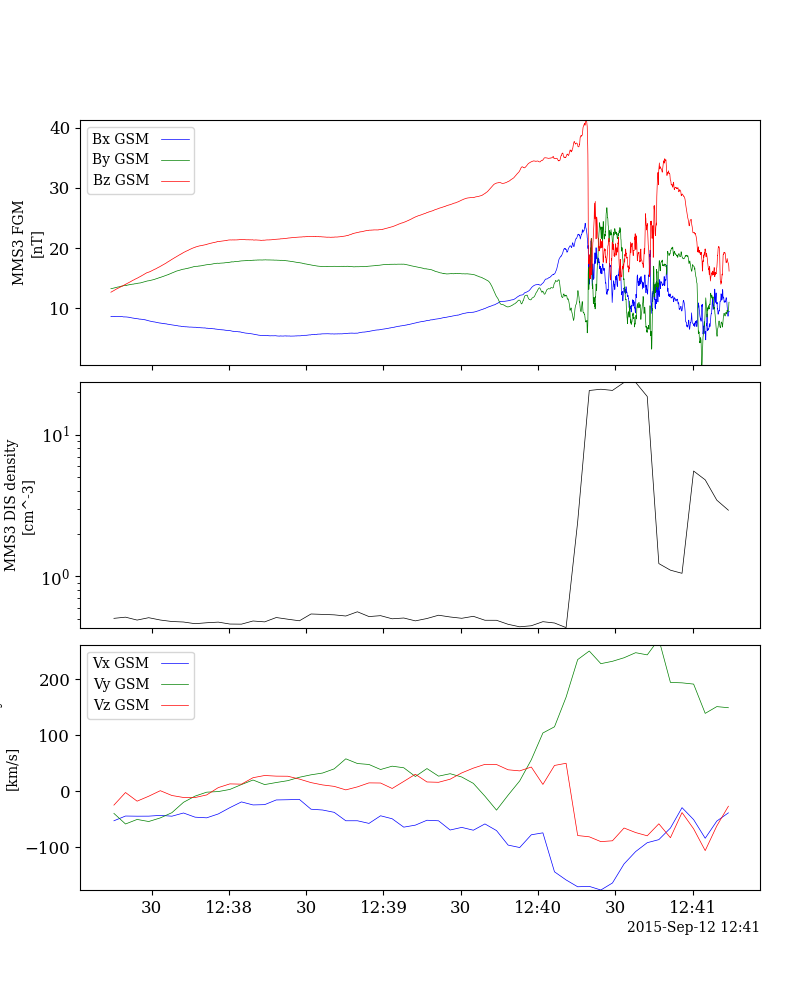 40
30
20
10
MMS3 FGM
[nT]
Bx GSM
By GSM
Bz GSM
10^1
10^0
MMS3 DIS density
[cm^-3]
200
100
0
−100
[km/s]
Vx GSM
Vy GSM
Vz GSM
30 12:38 30 12:39 30 12:40 30 12:41
2015-Sep-12 12:41